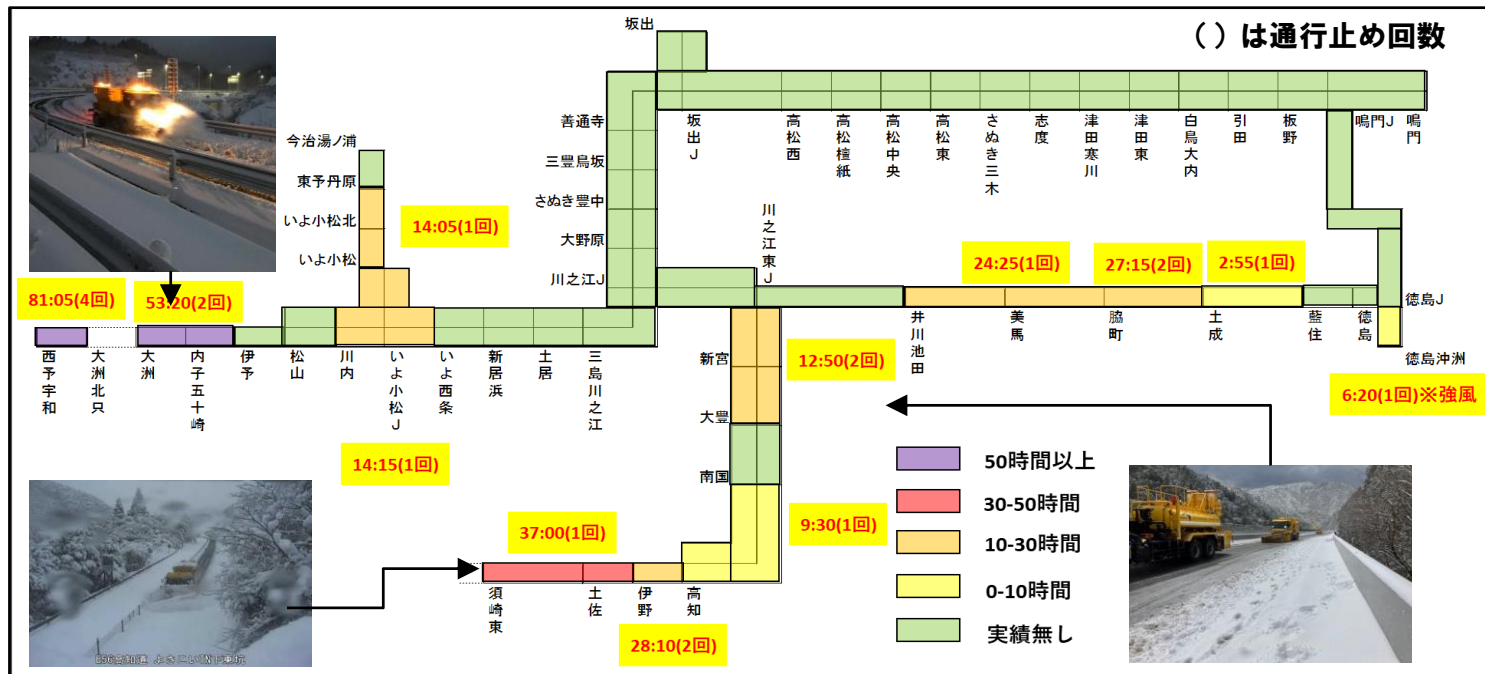 ( ) は通行止め回数
坂出
善通寺
三豊鳥坂
さぬき豊中
大野原
川之江J
坂出J
高松西
高松檀紙
高松中央
高松東
さぬき三木
志度
津田寒川
津田東
白鳥大内
引田
板野
鳴門J
鳴門
今治湯ノ浦
東予丹原
いよ小松北
いよ小松
14:05(1回)
川之江東J
24:25(1回)
27:15(2回)
2:55(1回)
81:05(4回)
53:20(2回)
徳島J
西予宇和
大洲北只
大洲
内子五十崎
伊予
松山
川内
いよ小松J
いよ西条
新居浜
土居
三島川之江
新宮
大豊
南国
12:50(2回)
井川池田
美馬
脇町
土成
藍住
徳島
徳島沖洲
6:20(1回)※強風
14:15(1回)
37:00(1回)
9:30(1回)
須崎東
土佐
伊野
高知
28:10(2回)
50時間以上
30-50時間
10-30時間
0-10時間
実績無し